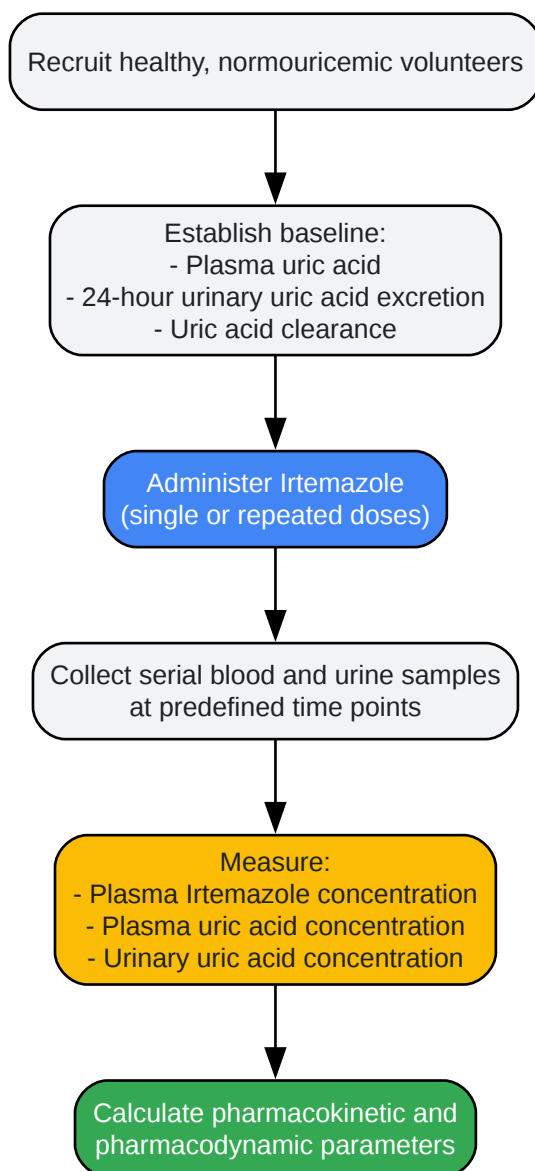 Recruit healthy, normouricemic volunteers
Establish baseline:
- Plasma uric acid
- 24-hour urinary uric acid excretion
- Uric acid clearance
Administer Irtemazole
(single or repeated doses)
Collect serial blood and urine samples
at predefined time points
Measure:
- Plasma Irtemazole concentration
- Plasma uric acid concentration
- Urinary uric acid concentration
Calculate pharmacokinetic and
pharmacodynamic parameters